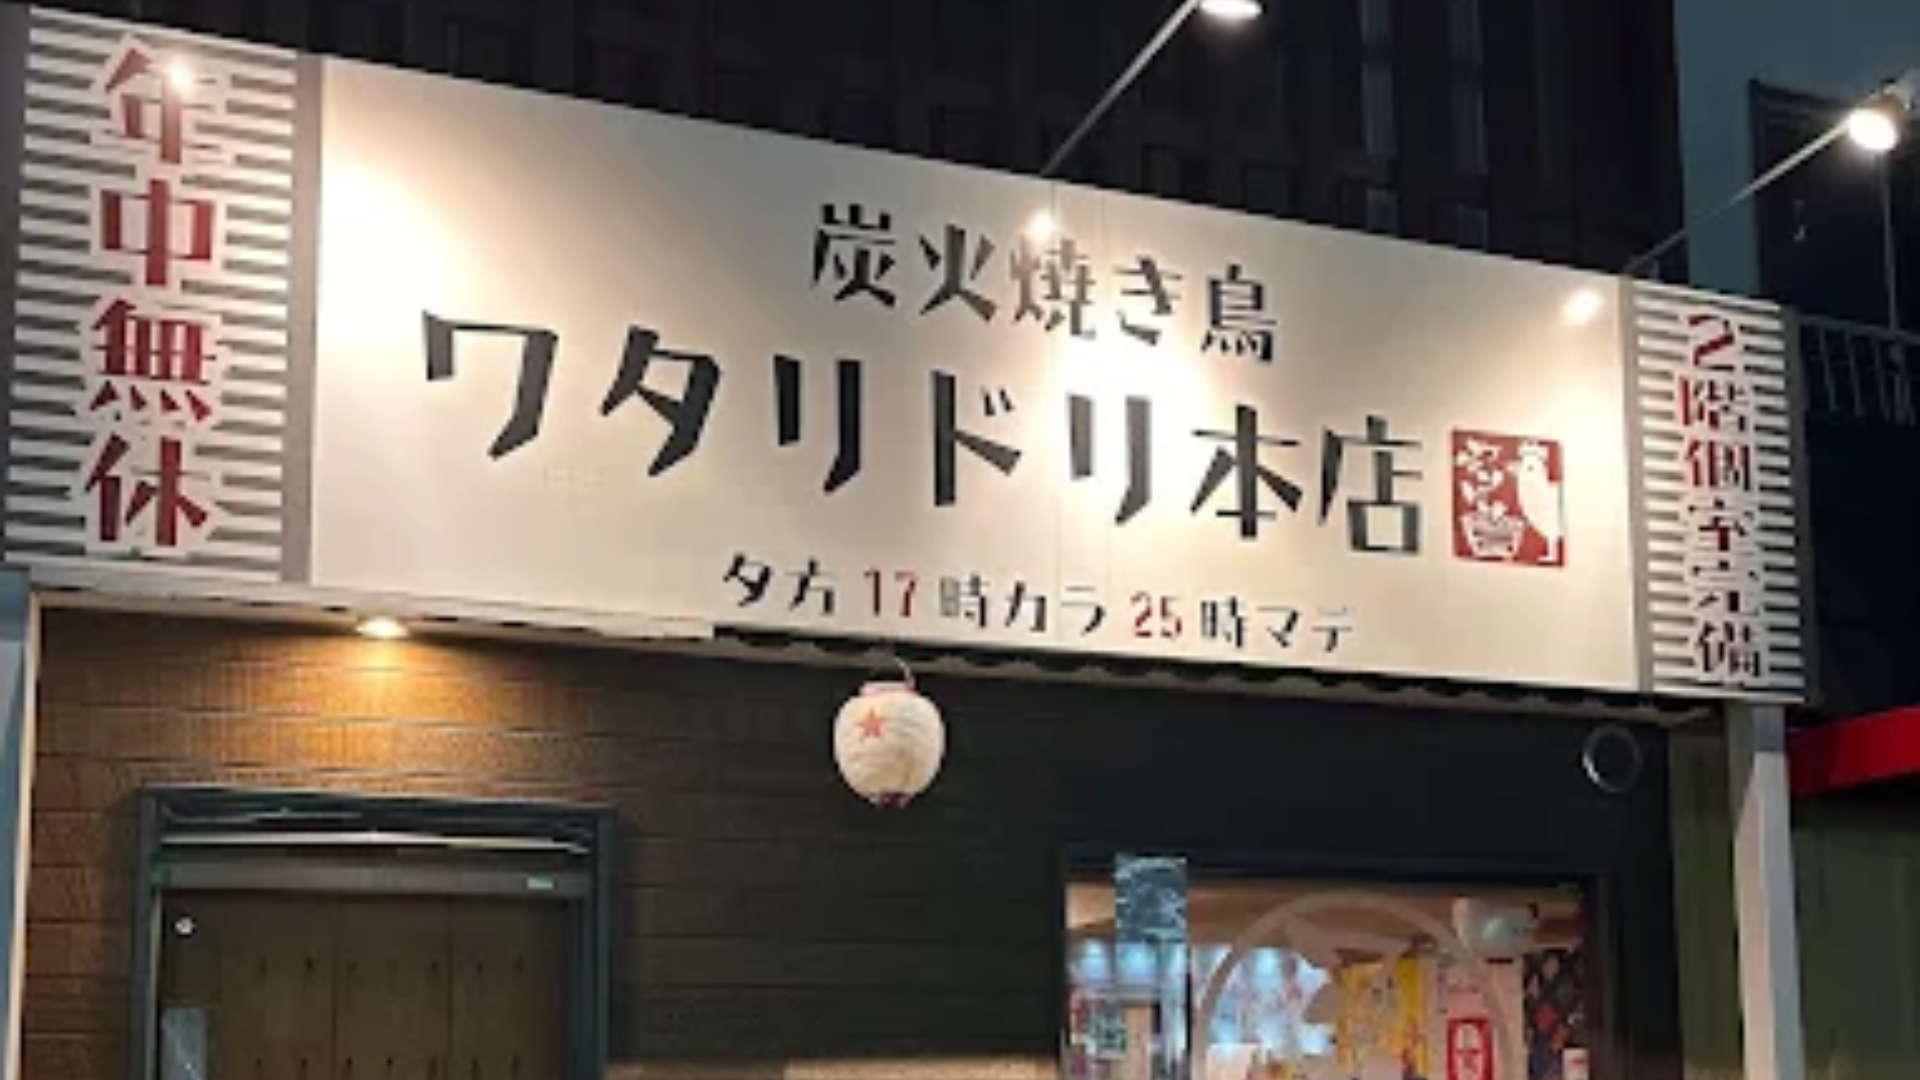 年中無休
炭火焼き鳥
ワタリドリ本店
夕方17時カラ25時マデ
2階個室完備